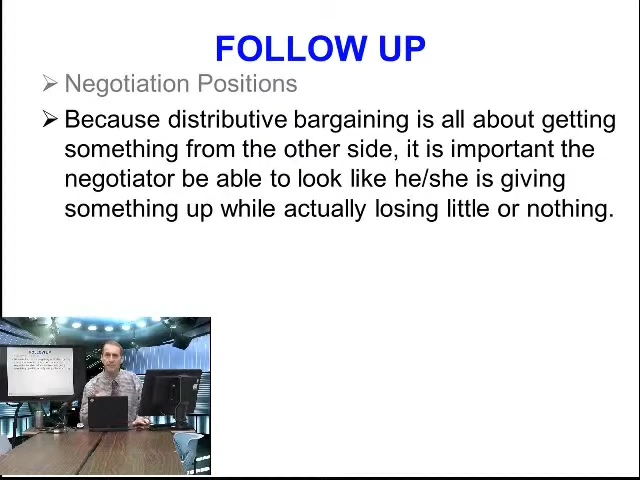 FOLLOW UP
Negotiation Positions
Because distributive bargaining is all about getting
something from the other side, it is important the
negotiator be able to look like he/she is giving
something up while actually losing little or nothing.
FOLLOW UP